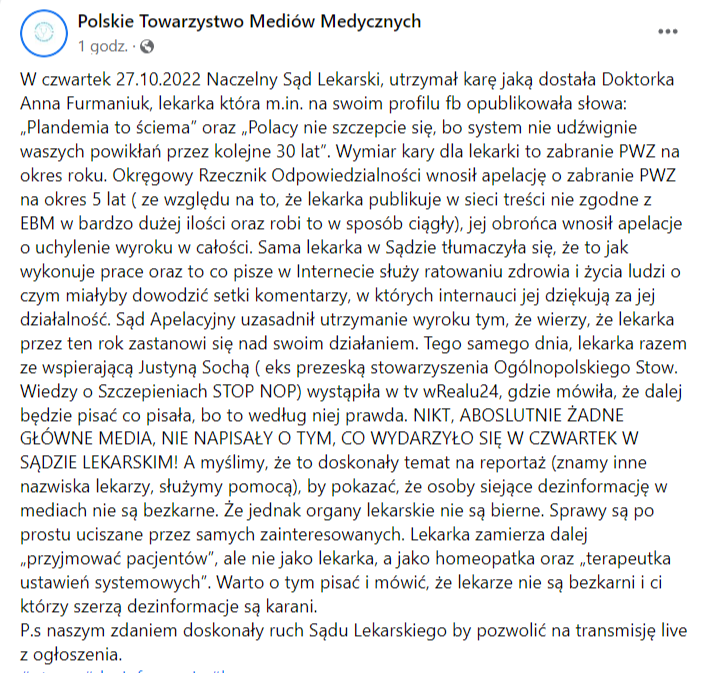 Polskie Towarzystwo Mediów Medycznych
1 godz. ·
W czwartek 27.10.2022 Naczelny Sąd Lekarski, utrzymał karę jaką dostała Doktorka
Anna Furmaniuk, lekarka która m.in. na swoim profilu fb opublikowała słowa:
„Plandemia to ściema” oraz „Polacy nie szczepcie się, bo system nie udźwignie
waszych powikłań przez kolejne 30 lat”. Wymiar kary dla lekarki to zabranie PWZ na
okres roku. Okręgowy Rzecznik Odpowiedzialności wnosił apelację o zabranie PWZ
na okres 5 lat ( ze względu na to, że lekarka publikuje w sieci treści nie zgodne z
EBM w bardzo dużej ilości oraz robi to w sposób ciągły), jej obrońca wnosił apelacje
o uchylenie wyroku w całości. Sama lekarka w Sądzie tłumaczyła się, że to jak
wykonuje prace oraz to co pisze w Internecie służy ratowaniu zdrowia i życia ludzi o
czym miałyby dowodzić setki komentarzy, w których internauci jej dziękują za jej
działalność. Sąd Apelacyjny uzasadnił utrzymanie wyroku tym, że wierzy, że lekarka
przez ten rok zastanowi się nad swoim działaniem. Tego samego dnia, lekarka razem
ze wspierającą Justyną Sochą ( eks prezeską stowarzyszenia Ogólnopolskiego Stow.
Wiedzy o Szczepieniach STOP NOP) wystąpiła w tv wRealu24, gdzie mówiła, że dalej
będzie pisać co pisała, bo to według niej prawda. NIKT, ABOSLUTNIE ŻADNE
GŁÓWNE MEDIA, NIE NAPISAŁY O TYM, CO WYDARZYŁO SIĘ W CZWARTEK W
SĄDZIE LEKARSKIM! A myślimy, że to doskonały temat na reportaż (znamy inne
nazwiska lekarzy, służymy pomocą), by pokazać, że osoby siejące dezinformację w
mediach nie są bezkarne. Że jednak organy lekarskie nie są bierne. Sprawy są po
prostu uciszane przez samych zainteresowanych. Lekarka zamierza dalej
„przyjmować pacjentów”, ale nie jako lekarka, a jako homeopatka oraz „terapeutka
ustawień systemowych”. Warto o tym pisać i mówić, że lekarze nie są bezkarni i ci
którzy szerzą dezinformacje są karani.
P.s naszym zdaniem doskonały ruch Sądu Lekarskiego by pozwolić na transmisję live
z ogłoszenia.